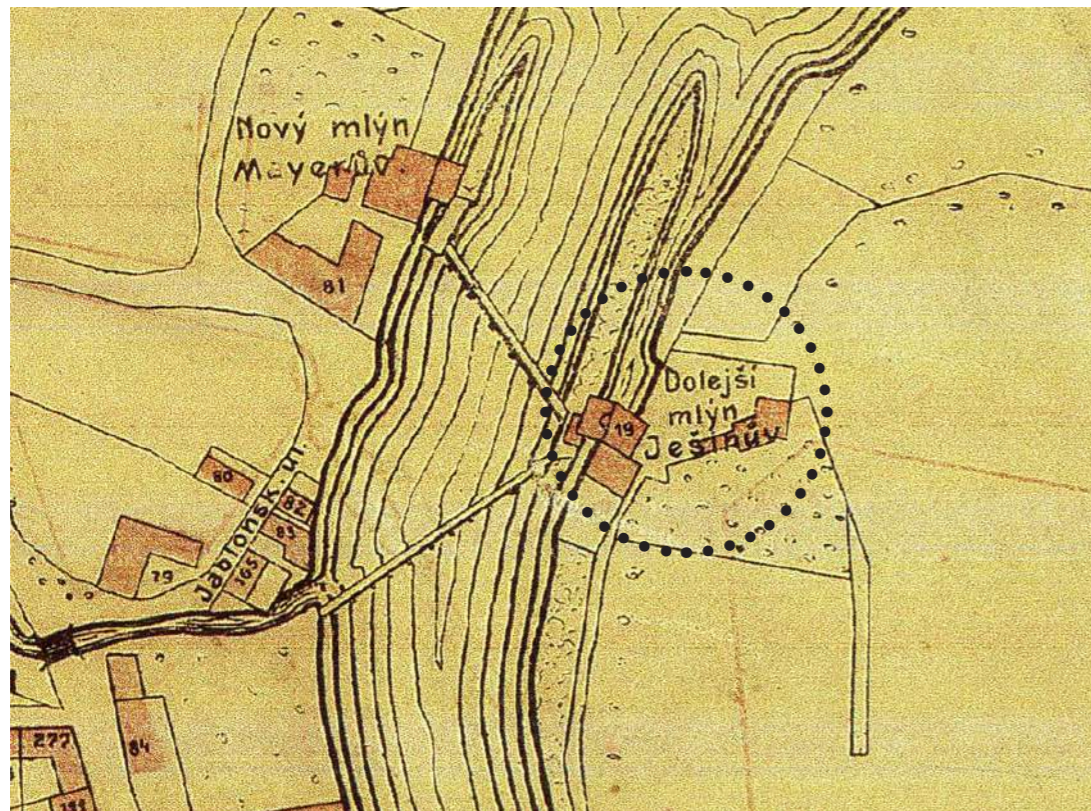 Nový mlýn
Mayerův.
81
Dolejší
mlýn
19
Ješinův
80
Jablonsk. ul.
82
83
79
165
84
277